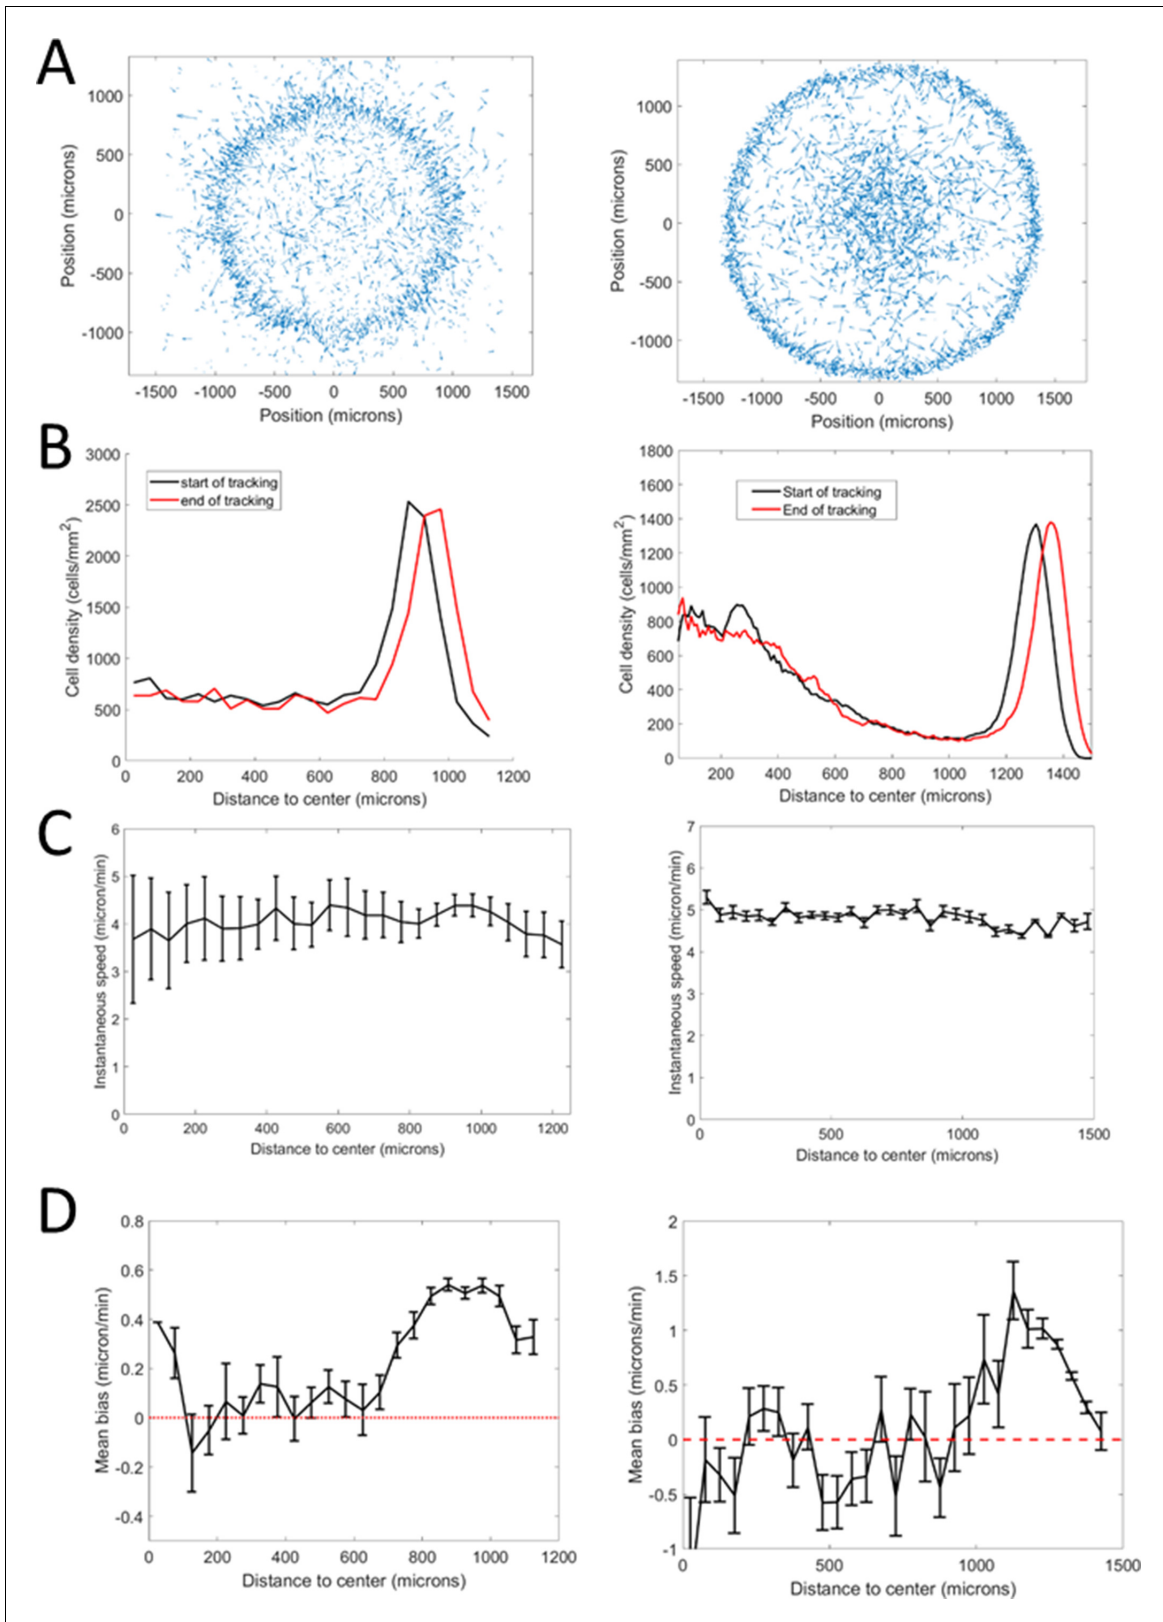 A
1000
500
0
-500
-1000
Position (microns)
-1500 -1000 -500 0 500 1000 1500
Position (microns)
1000
500
0
-500
-1000
Position (microns)
-1500 -1000 -500 0 500 1000 1500
Position (microns)
B
3000
2500
2000
1500
1000
500
0
Cell density (cells/mm²)
start of tracking
end of tracking
0 200 400 600 800 1000 1200
Distance to center (microns)
1800
1600
1400
1200
1000
800
600
400
200
0
Cell density (cells/mm²)
Start of tracking
End of tracking
200 400 600 800 1000 1200 1400
Distance to center (microns)
C
6
5
4
3
2
1
0
Instantaneous speed (micron/min)
0 200 400 600 800 1000 1200
Distance to center (microns)
7
6
5
4
3
2
1
0
Instantaneous speed (micron/min)
0 500 1000 1500
Distance to center (microns)
D
0.8
0.6
0.4
0.2
0
-0.2
-0.4
Mean bias (micron/min)
0 200 400 600 800 1000 1200
Distance to center (microns)
2
1.5
1
0.5
0
-0.5
-1
Mean bias (microns/min)
0 500 1000 1500
Distance to center (microns)